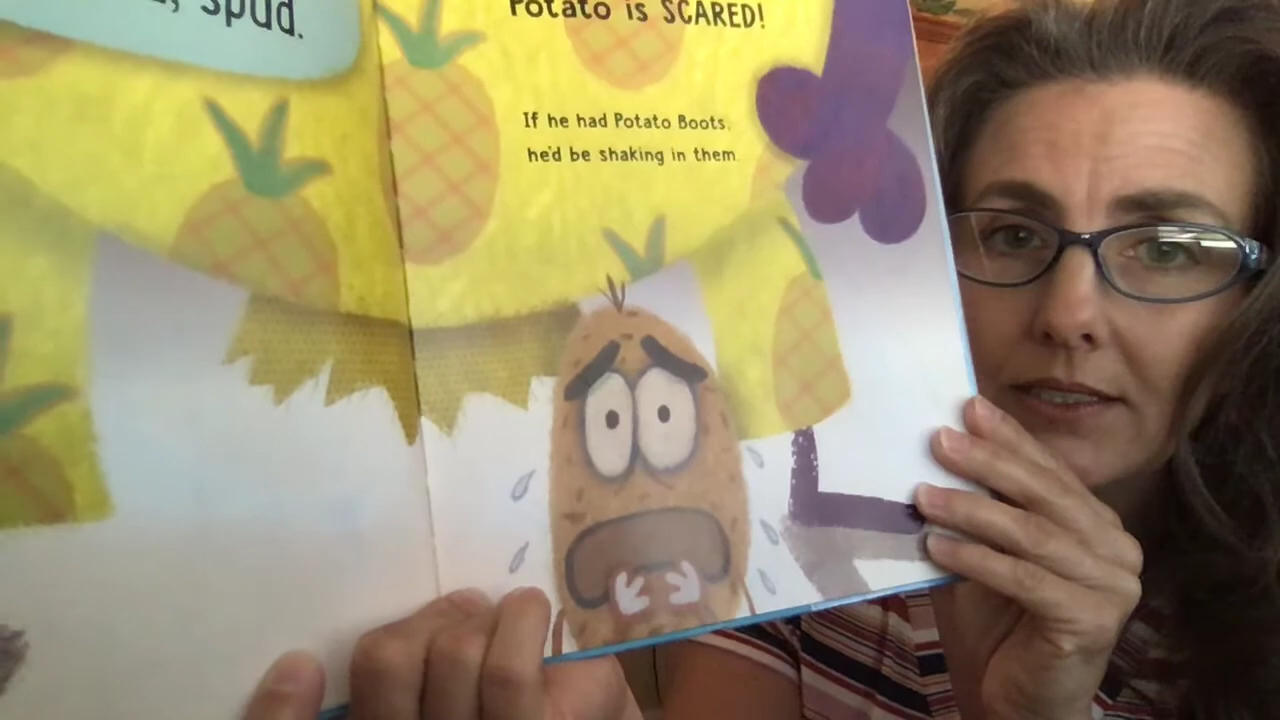 spud.
Potato is SCARED!
If he had Potato Boots,
he'd be shaking in them.